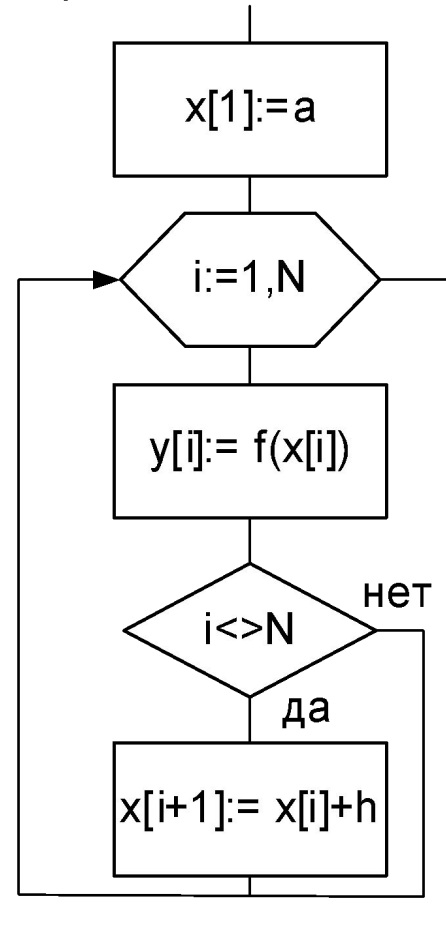 x[1]:=a
i:=1,N
y[i]:= f(x[i])
нет
i<>N
да
x[i+1]:= x[i]+h